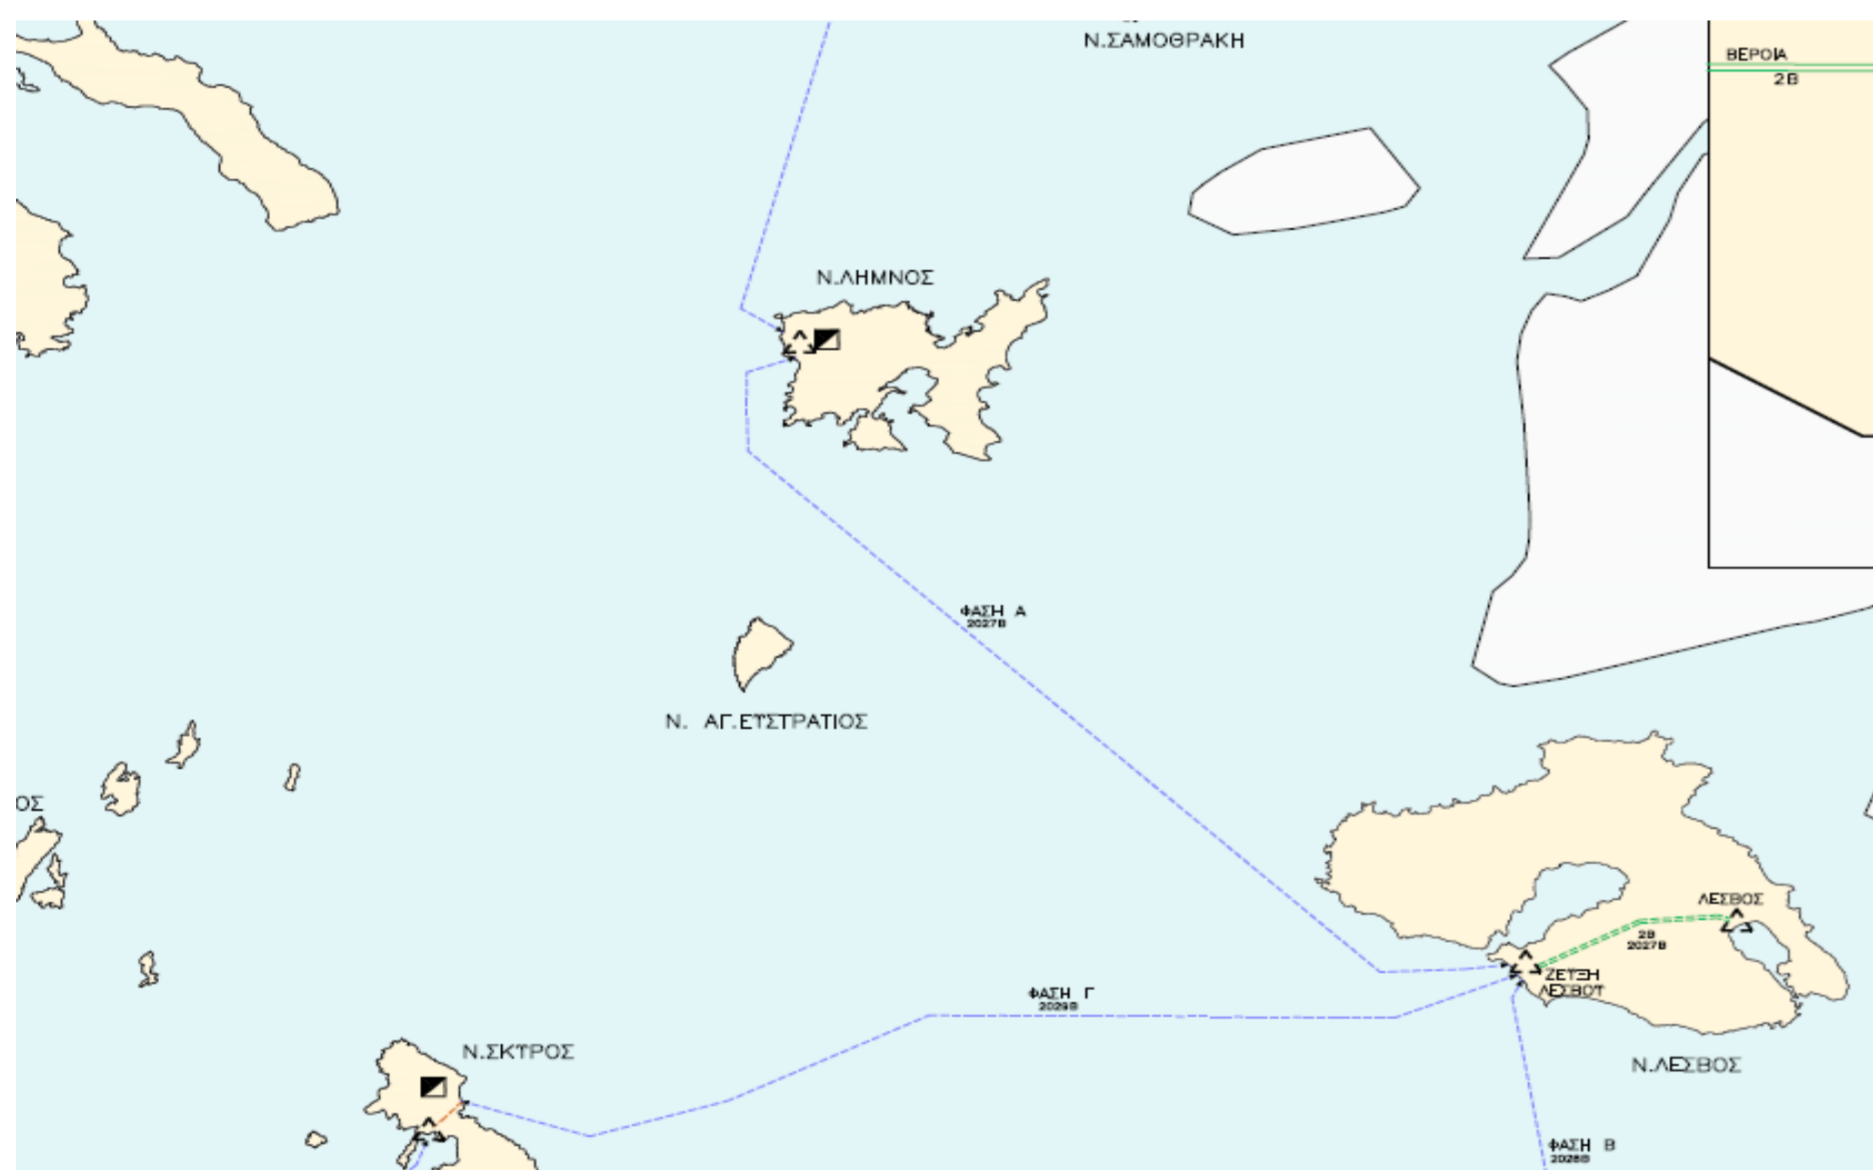 Ν.ΣΑΜΟΘΡΑΚΗ
ΒΕΡΟΙΑ
2Β
Ν.ΛΗΜΝΟΣ
ΦΑΣΗ Α
2027Β
Ν. ΑΓ.ΕΥΣΤΡΑΤΙΟΣ
ΟΣ
ΛΕΣΒΟΣ
2Β
2027Β
ΖΕΥΞΗ
ΛΕΣΒΟΥ
ΦΑΣΗ Γ
2029Β
Ν.ΣΚΥΡΟΣ
Ν.ΛΕΣΒΟΣ
ΦΑΣΗ Β
2028Β